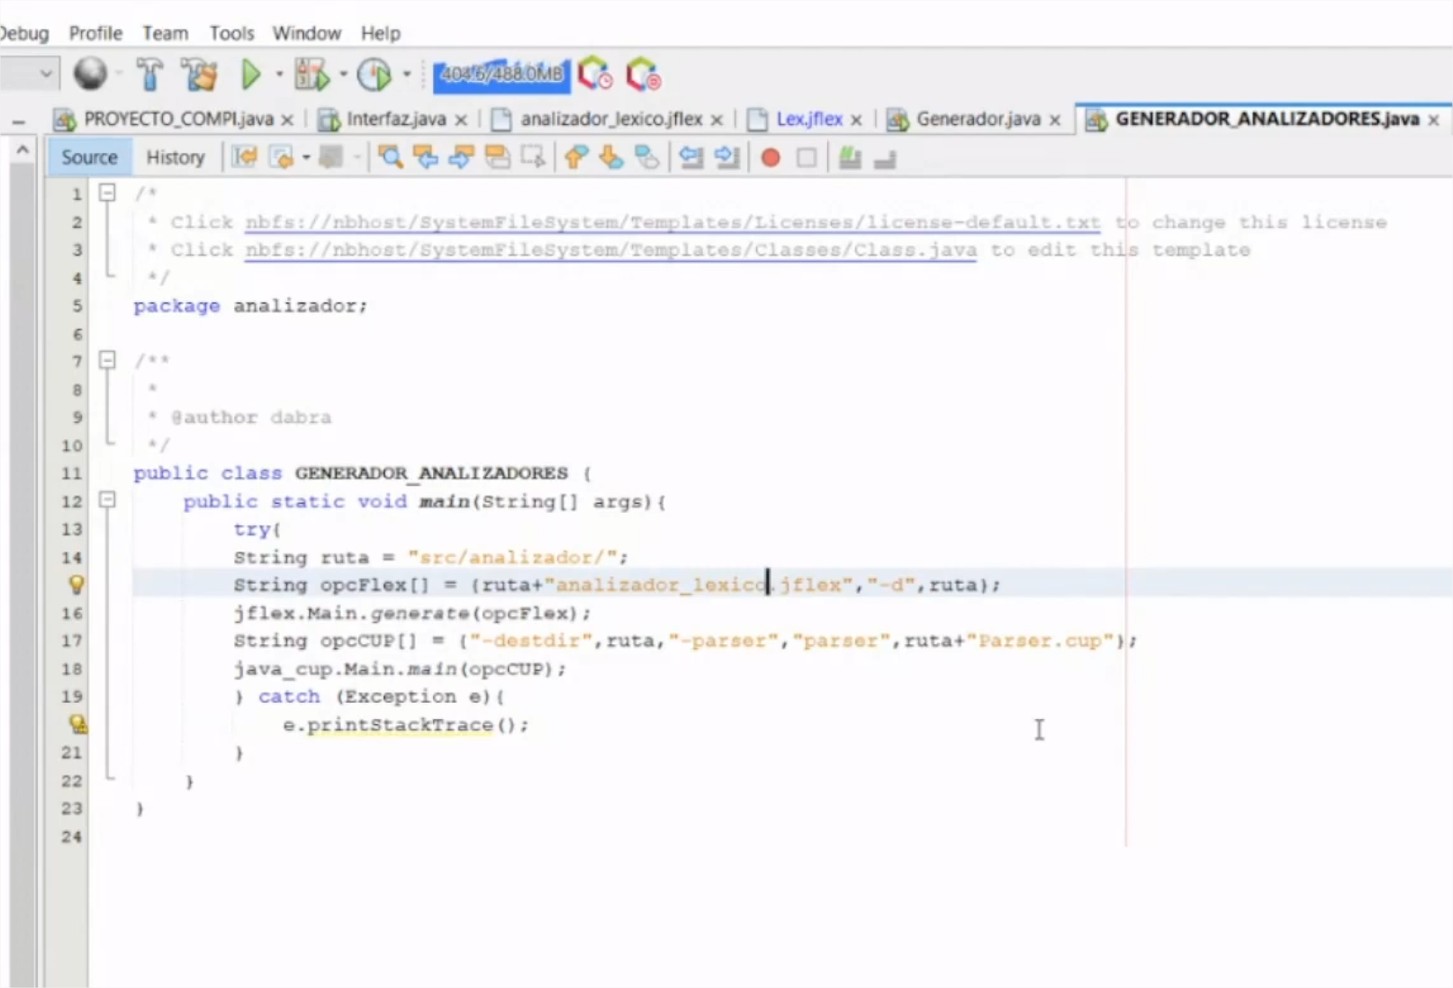 Debug Profile Team Tools Window Help
404.6/488.0MB
PROYECTO_COMPI.java Interfaz.java analizador_lexico.jflex Lex.jflex Generador.java GENERADOR_ANALIZADORES.java
Source History
1 /*
2 * Click nbfs://nbhost/SystemFileSystem/Templates/Licenses/license-default.txt to change this license
3 * Click nbfs://nbhost/SystemFileSystem/Templates/Classes/Class.java to edit this template
4 */
5 package analizador;
6
7 /**
8 *
9 * @author dabra
10 */
11 public class GENERADOR_ANALIZADORES {
12 public static void main(String[] args){
13 try{
14 String ruta = "src/analizador/";
String opcFlex[] = {ruta+"analizador_lexico.jflex","-d",ruta};
16 jflex.Main.generate(opcFlex);
17 String opcCUP[] = {"-destdir",ruta,"-parser","parser",ruta+"Parser.cup"};
18 java_cup.Main.main(opcCUP);
19 } catch (Exception e){
e.printStackTrace();
21 }
22 }
23 }
24